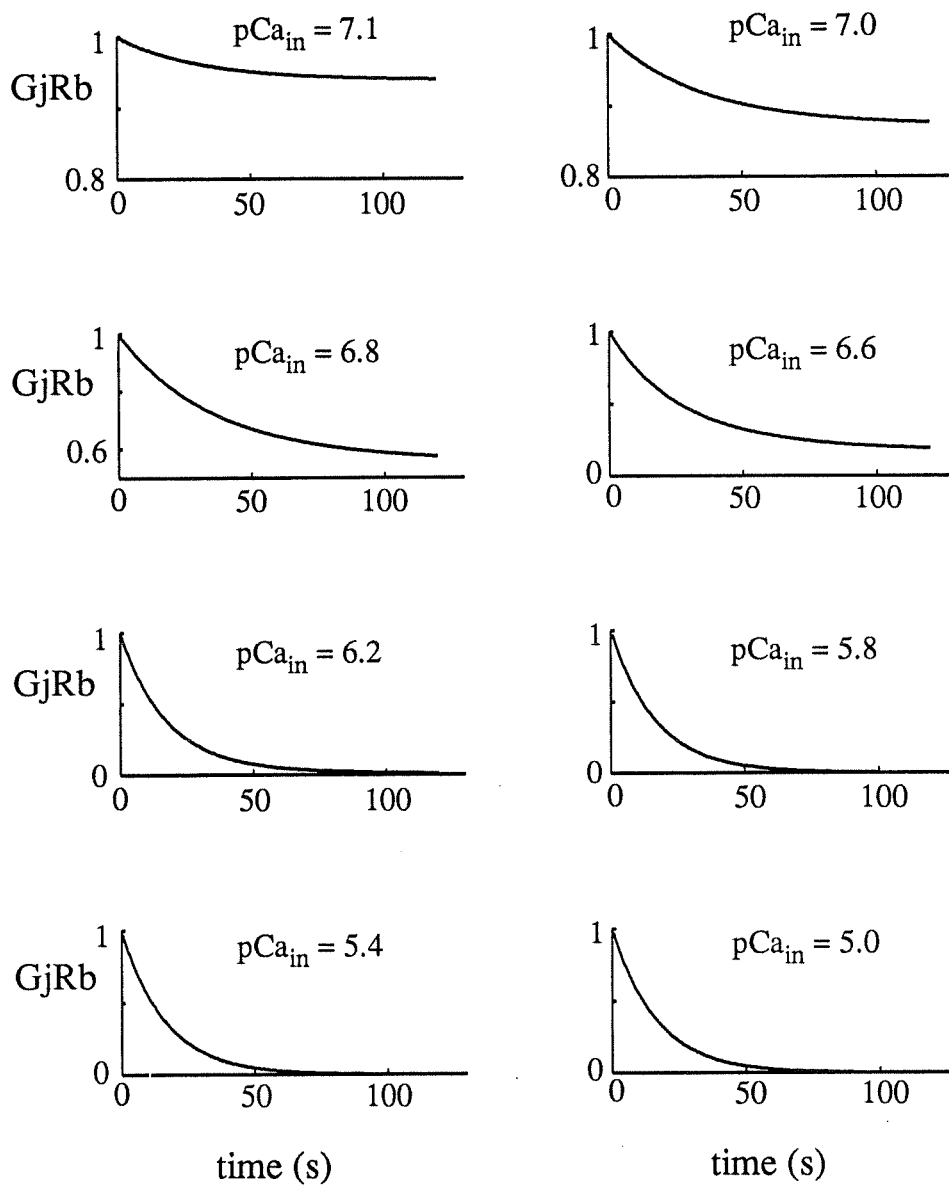 pCa_in = 7.1
1
GjRb
0.8
0 50 100
pCa_in = 7.0
1
0.8
0 50 100
pCa_in = 6.8
1
GjRb
0.6
0 50 100
pCa_in = 6.6
1
0
0 50 100
pCa_in = 6.2
1
GjRb
0
0 50 100
pCa_in = 5.8
1
0
0 50 100
pCa_in = 5.4
1
GjRb
0
0 50 100
time (s)
pCa_in = 5.0
1
0
0 50 100
time (s)